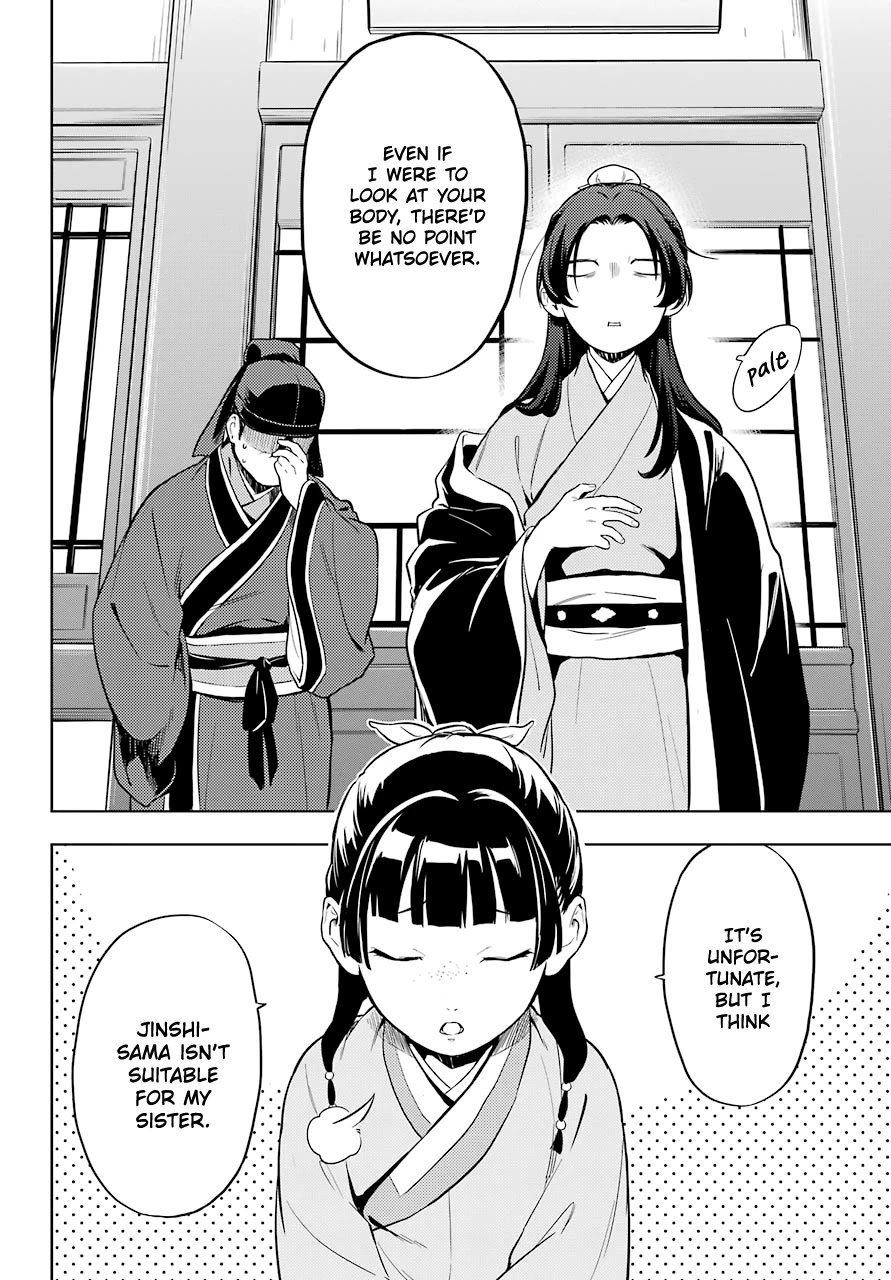 EVEN IF
I WERE TO
LOOK AT YOUR
BODY, THERE'D
BE NO POINT
WHATSOEVER.
pale
IT'S
UNFOR-
TUNATE,
BUT I
THINK
JINSHI-
SAMA ISN'T
SUITABLE
FOR MY
SISTER.